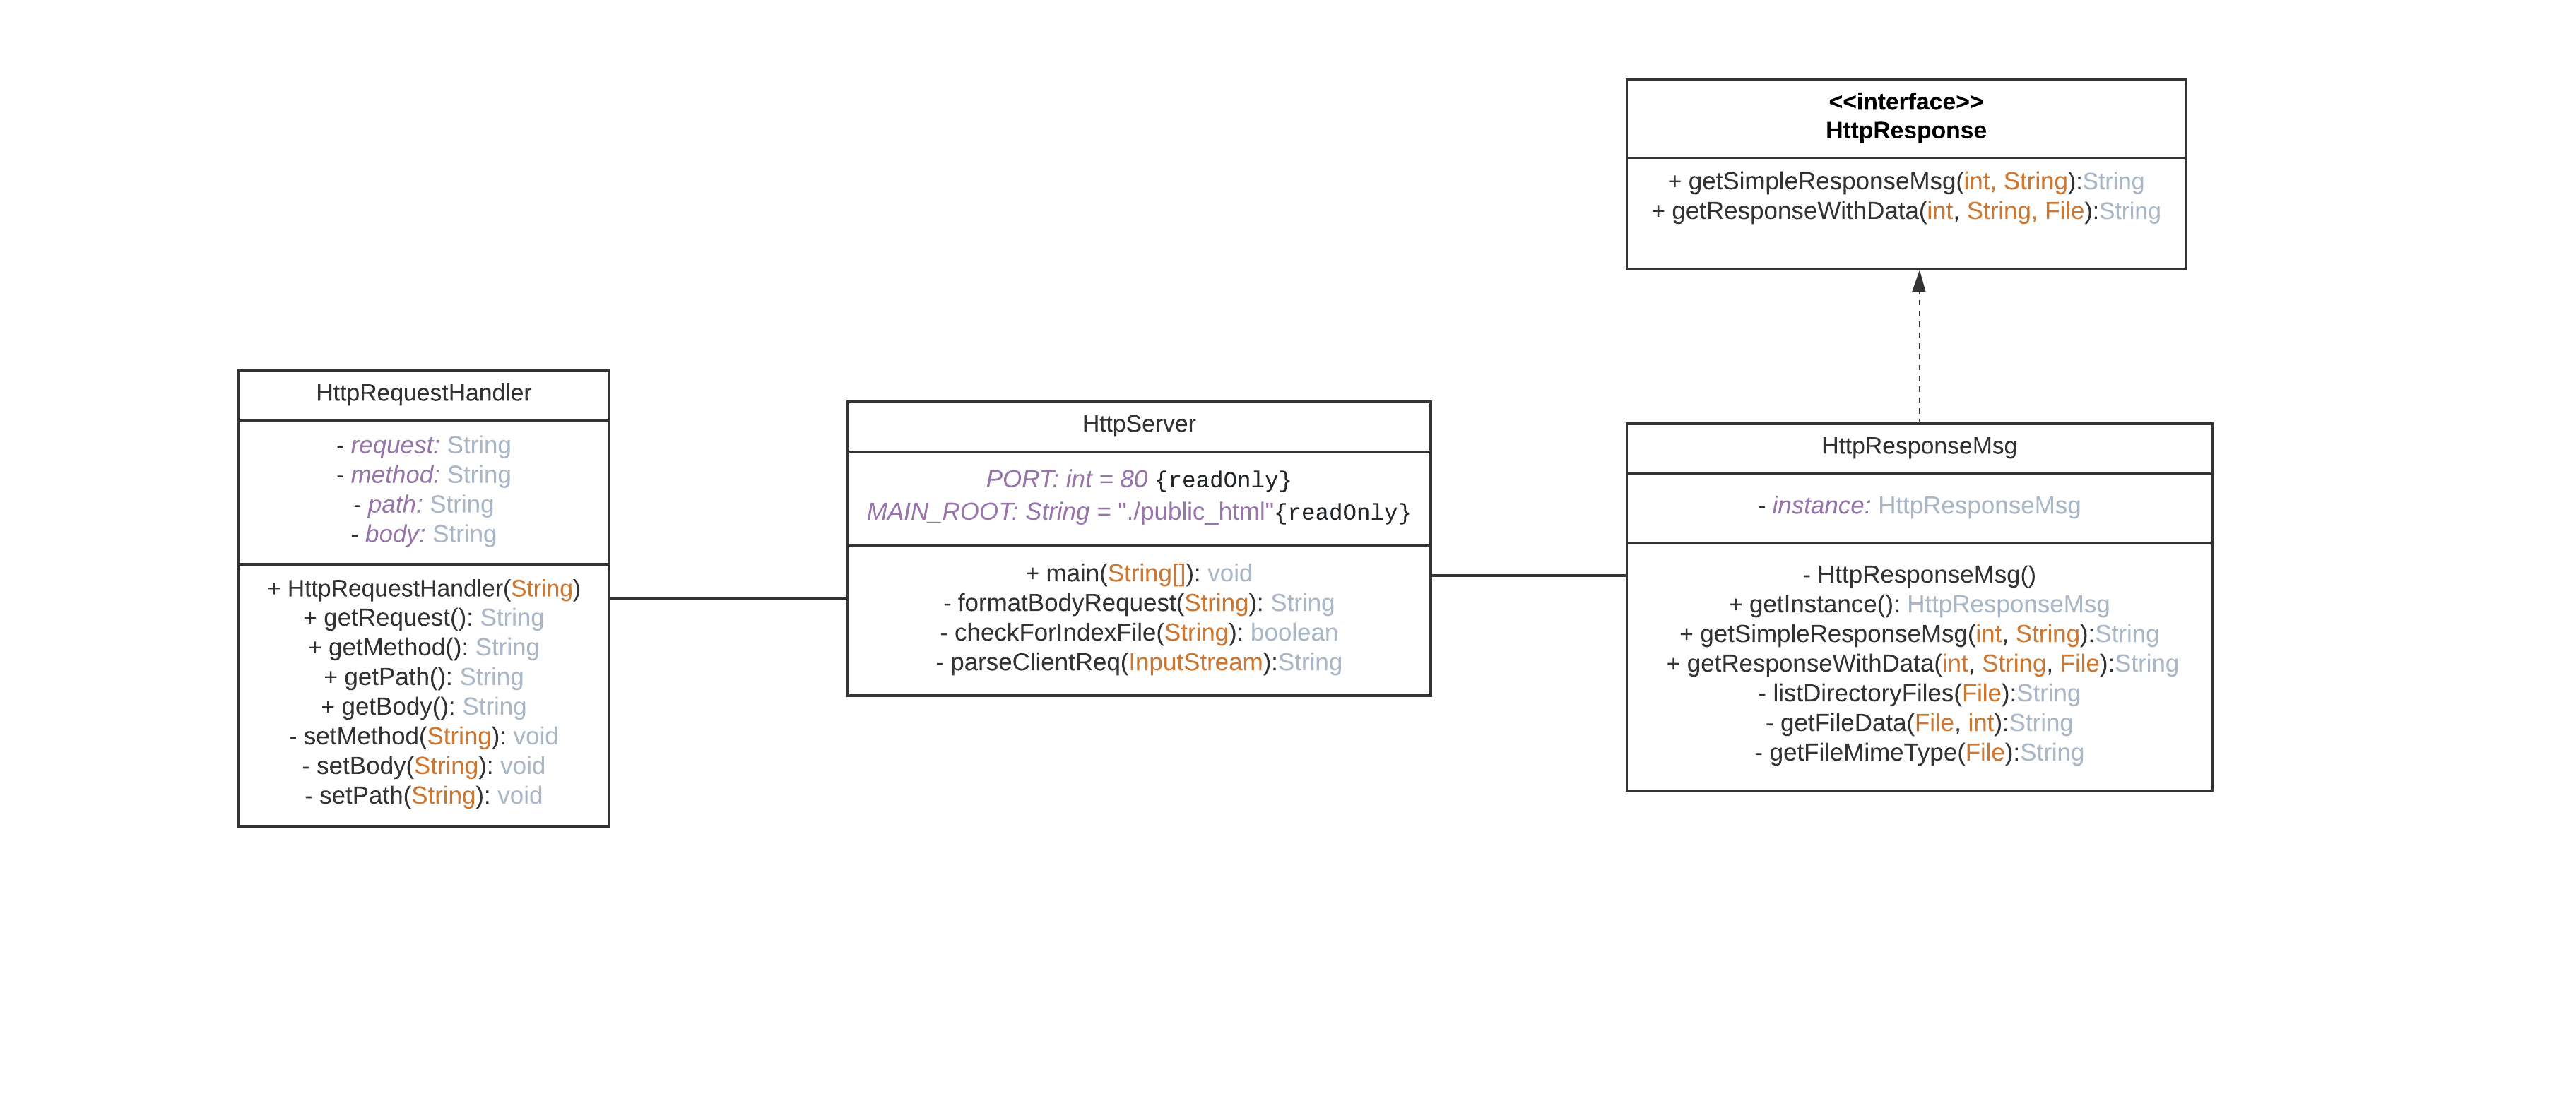 <<interface>>
HttpResponse
+ getSimpleResponseMsg(int, String):String
+ getResponseWithData(int, String, File):String
HttpRequestHandler
- request: String
- method: String
- path: String
- body: String
+ HttpRequestHandler(String)
+ getRequest(): String
+ getMethod(): String
+ getPath(): String
+ getBody(): String
- setMethod(String): void
- setBody(String): void
- setPath(String): void
HttpServer
PORT: int = 80 {readOnly}
MAIN_ROOT: String = "./public_html"{readOnly}
+ main(String[]): void
- formatBodyRequest(String): String
- checkForIndexFile(String): boolean
- parseClientReq(InputStream):String
HttpResponseMsg
- instance: HttpResponseMsg
- HttpResponseMsg()
+ getInstance(): HttpResponseMsg
+ getSimpleResponseMsg(int, String):String
+ getResponseWithData(int, String, File):String
- listDirectoryFiles(File):String
- getFileData(File, int):String
- getFileMimeType(File):String